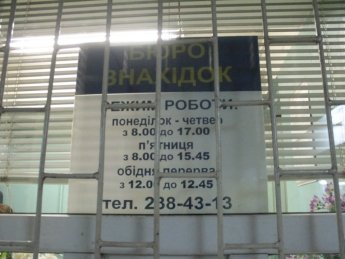 БЮРО
ЗНАХІДОК
РЕЖИМ РОБОТИ:
понеділок - четвер
з 8.00 до 17.00
п'ятниця
з 8.00 до 15.45
обідня перерва
з 12.00 до 12.45
тел. 238-43-13